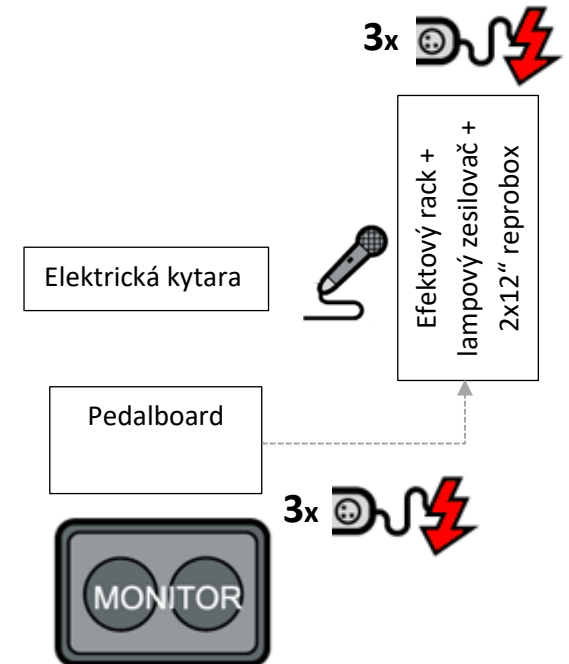 3x
Efektový rack +
lampový zesilovač +
2x12“ reprobox
Elektrická kytara
Pedalboard
3x
MONITOR